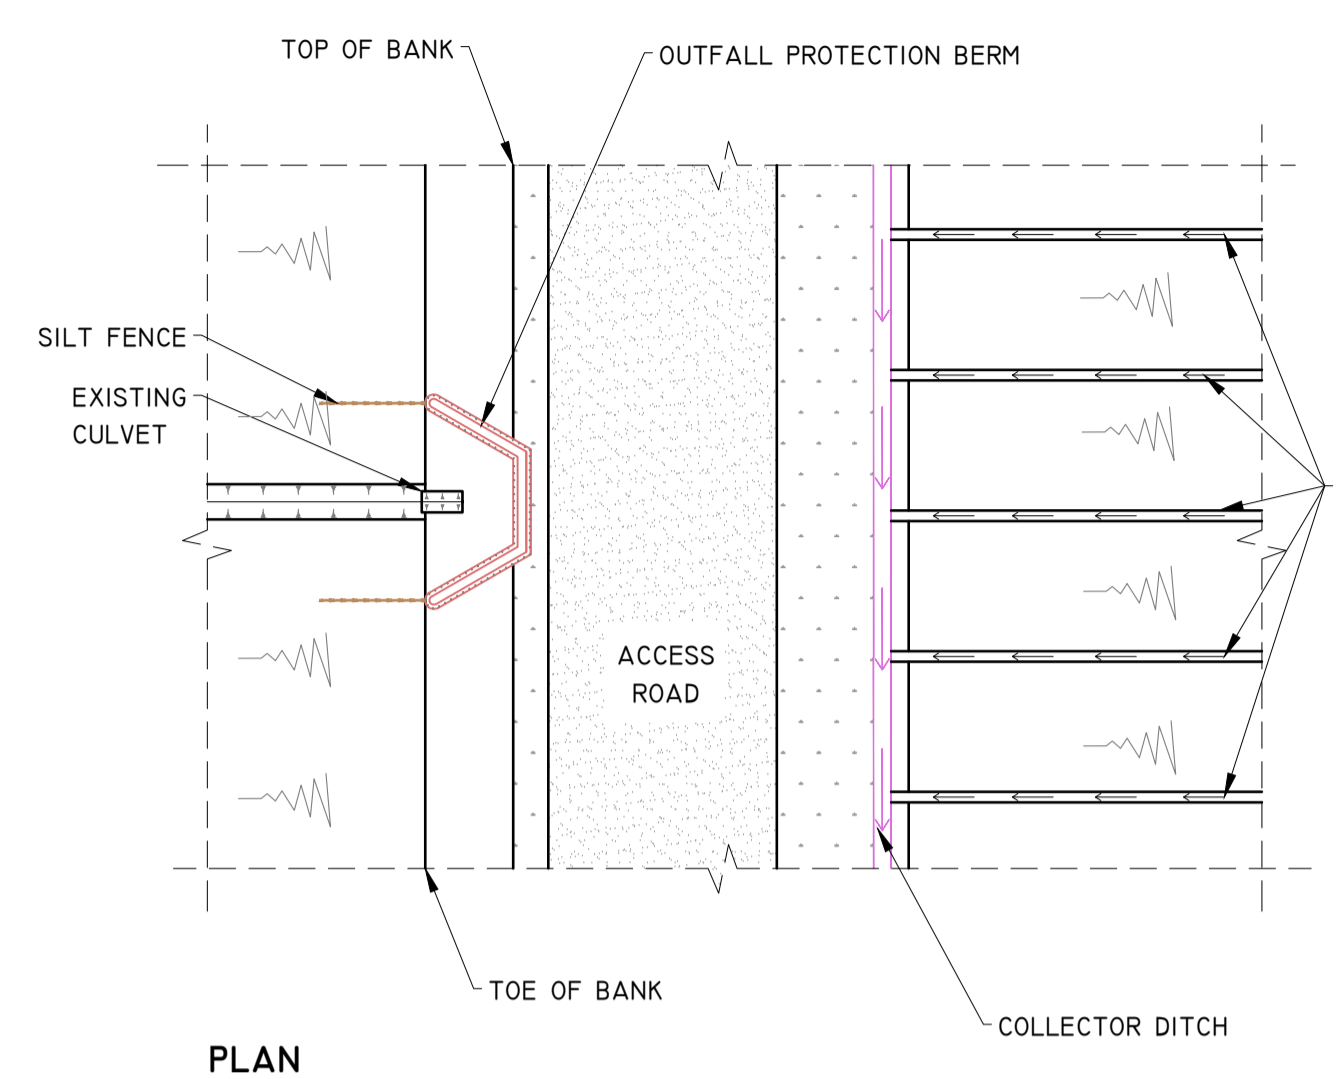 TOP OF BANK
OUTFALL PROTECTION BERM
SILT FENCE
EXISTING
CULVET
ACCESS
ROAD
TOE OF BANK
COLLECTOR DITCH
PLAN